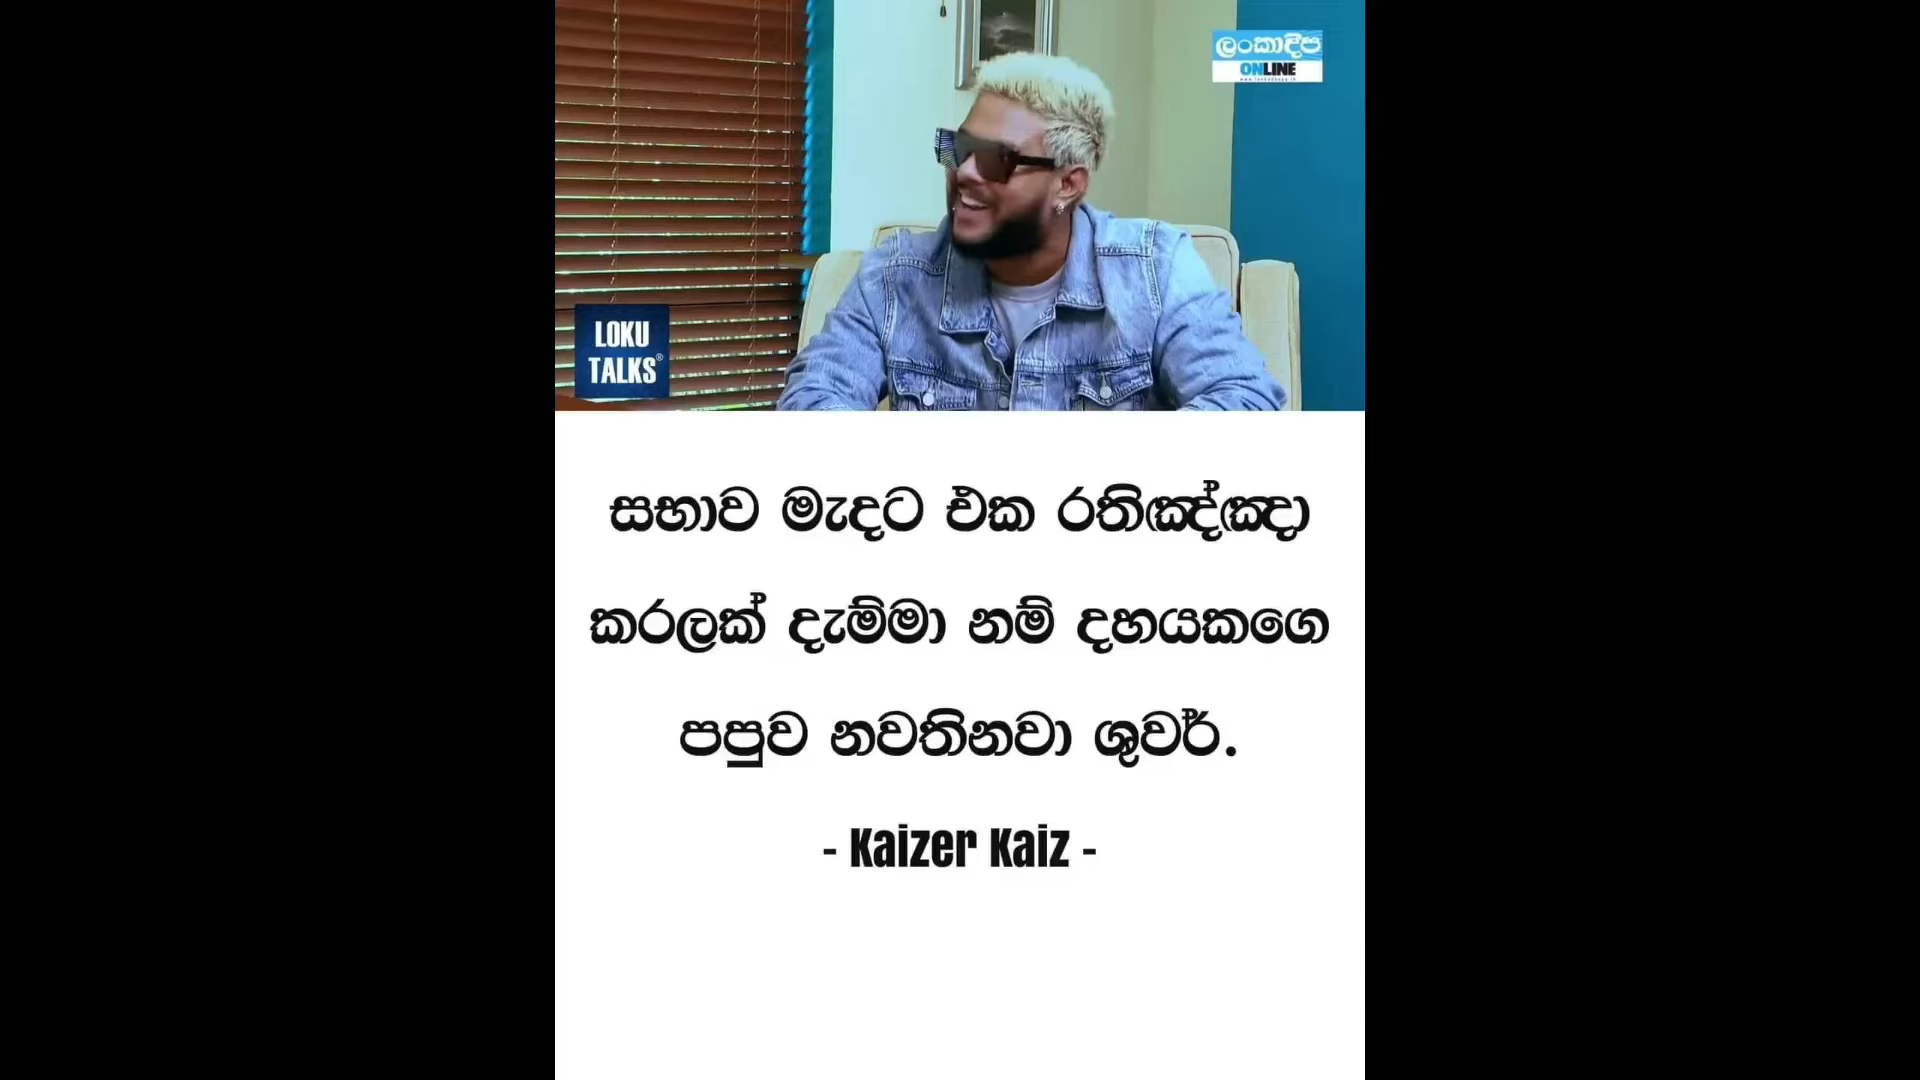 ලංකාදීප
ONLINE
LOKU
TALKS®
සභාව මැදට එක රතිඤ්ඤා
කරලක් දැම්මා නම් දහයකගෙ
පපුව නවතිනවා ශුවර්.
- Kaizer Kaiz -